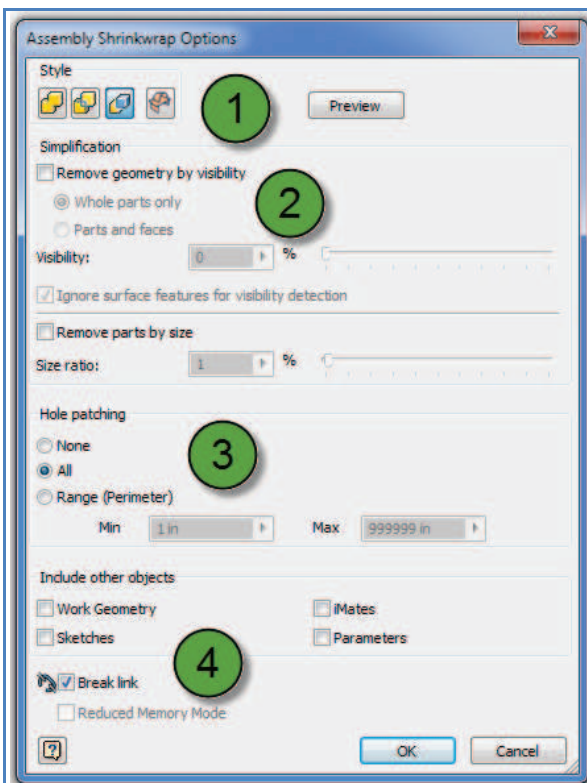 Assembly Shrinkwrap Options
Style
1
Preview
Simplification
Remove geometry by visibility
Whole parts only
2
Parts and faces
Visibility: 0 %
Ignore surface features for visibility detection
Remove parts by size
Size ratio: 1 %
Hole patching
None
3
All
Range (Perimeter)
Min 1 in Max 999999 in
Include other objects
Work Geometry iMates
Sketches Parameters
4
Break link
Reduced Memory Mode
? OK Cancel